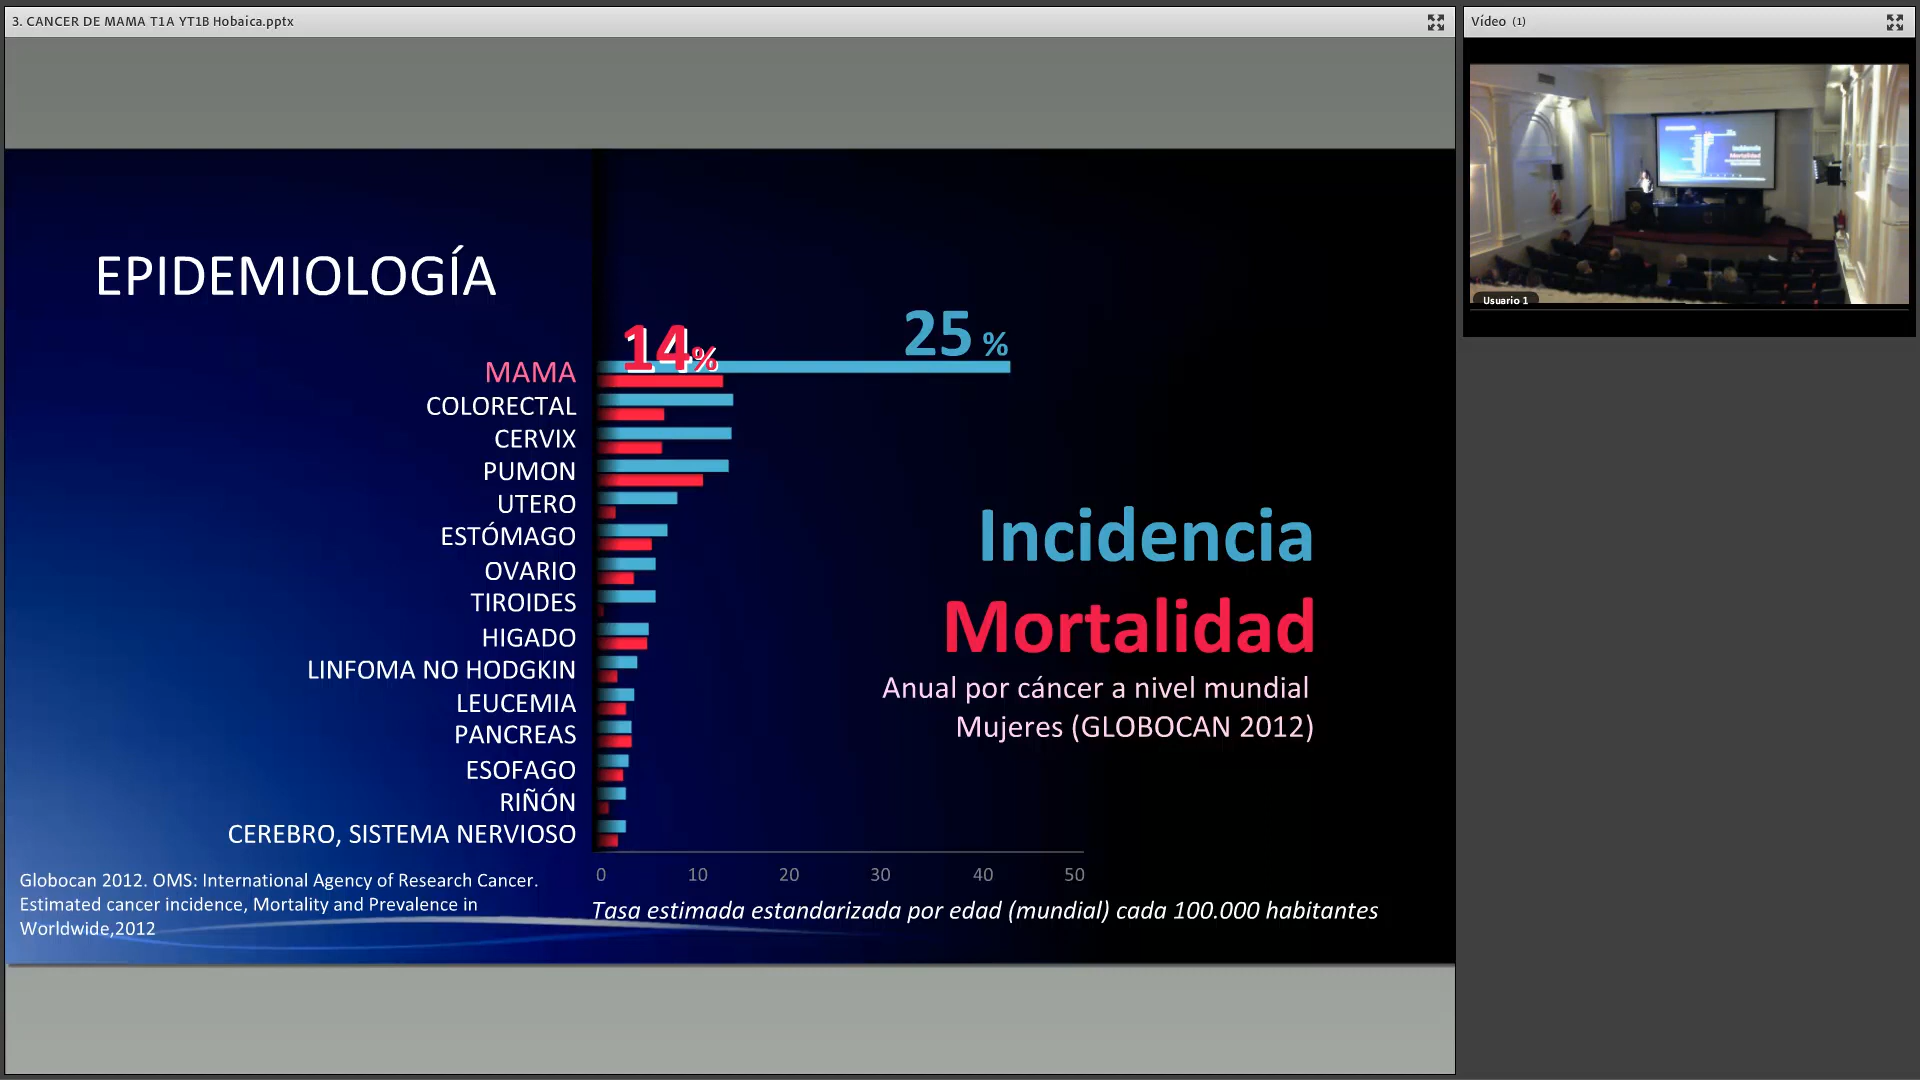 3. CANCER DE MAMA T1A YT1B Hobaica.pptx
Vídeo (1)
Usuario 1
EPIDEMIOLOGÍA
14%
25 %
MAMA
COLORECTAL
CERVIX
PUMON
UTERO
ESTÓMAGO
OVARIO
TIROIDES
HIGADO
LINFOMA NO HODGKIN
LEUCEMIA
PANCREAS
ESOFAGO
RIÑÓN
CEREBRO, SISTEMA NERVIOSO
Incidencia
Mortalidad
Anual por cáncer a nivel mundial
Mujeres (GLOBOCAN 2012)
0 10 20 30 40 50
Tasa estimada estandarizada por edad (mundial) cada 100.000 habitantes
Globocan 2012. OMS: International Agency of Research Cancer.
Estimated cancer incidence, Mortality and Prevalence in
Worldwide,2012